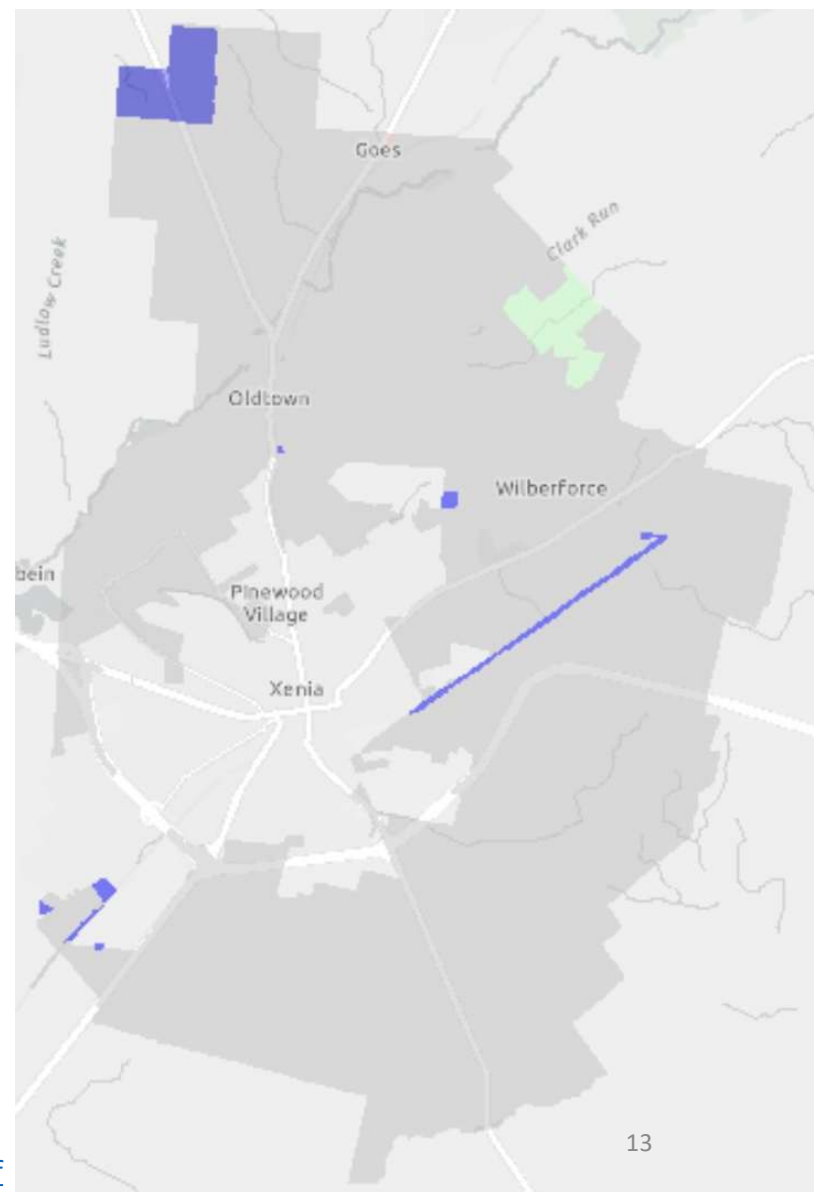 Goes
Clark Run
Ludlow Creek
Oldtown
Wilberforce
bein
Pinewood
Village
Xenia
13
f